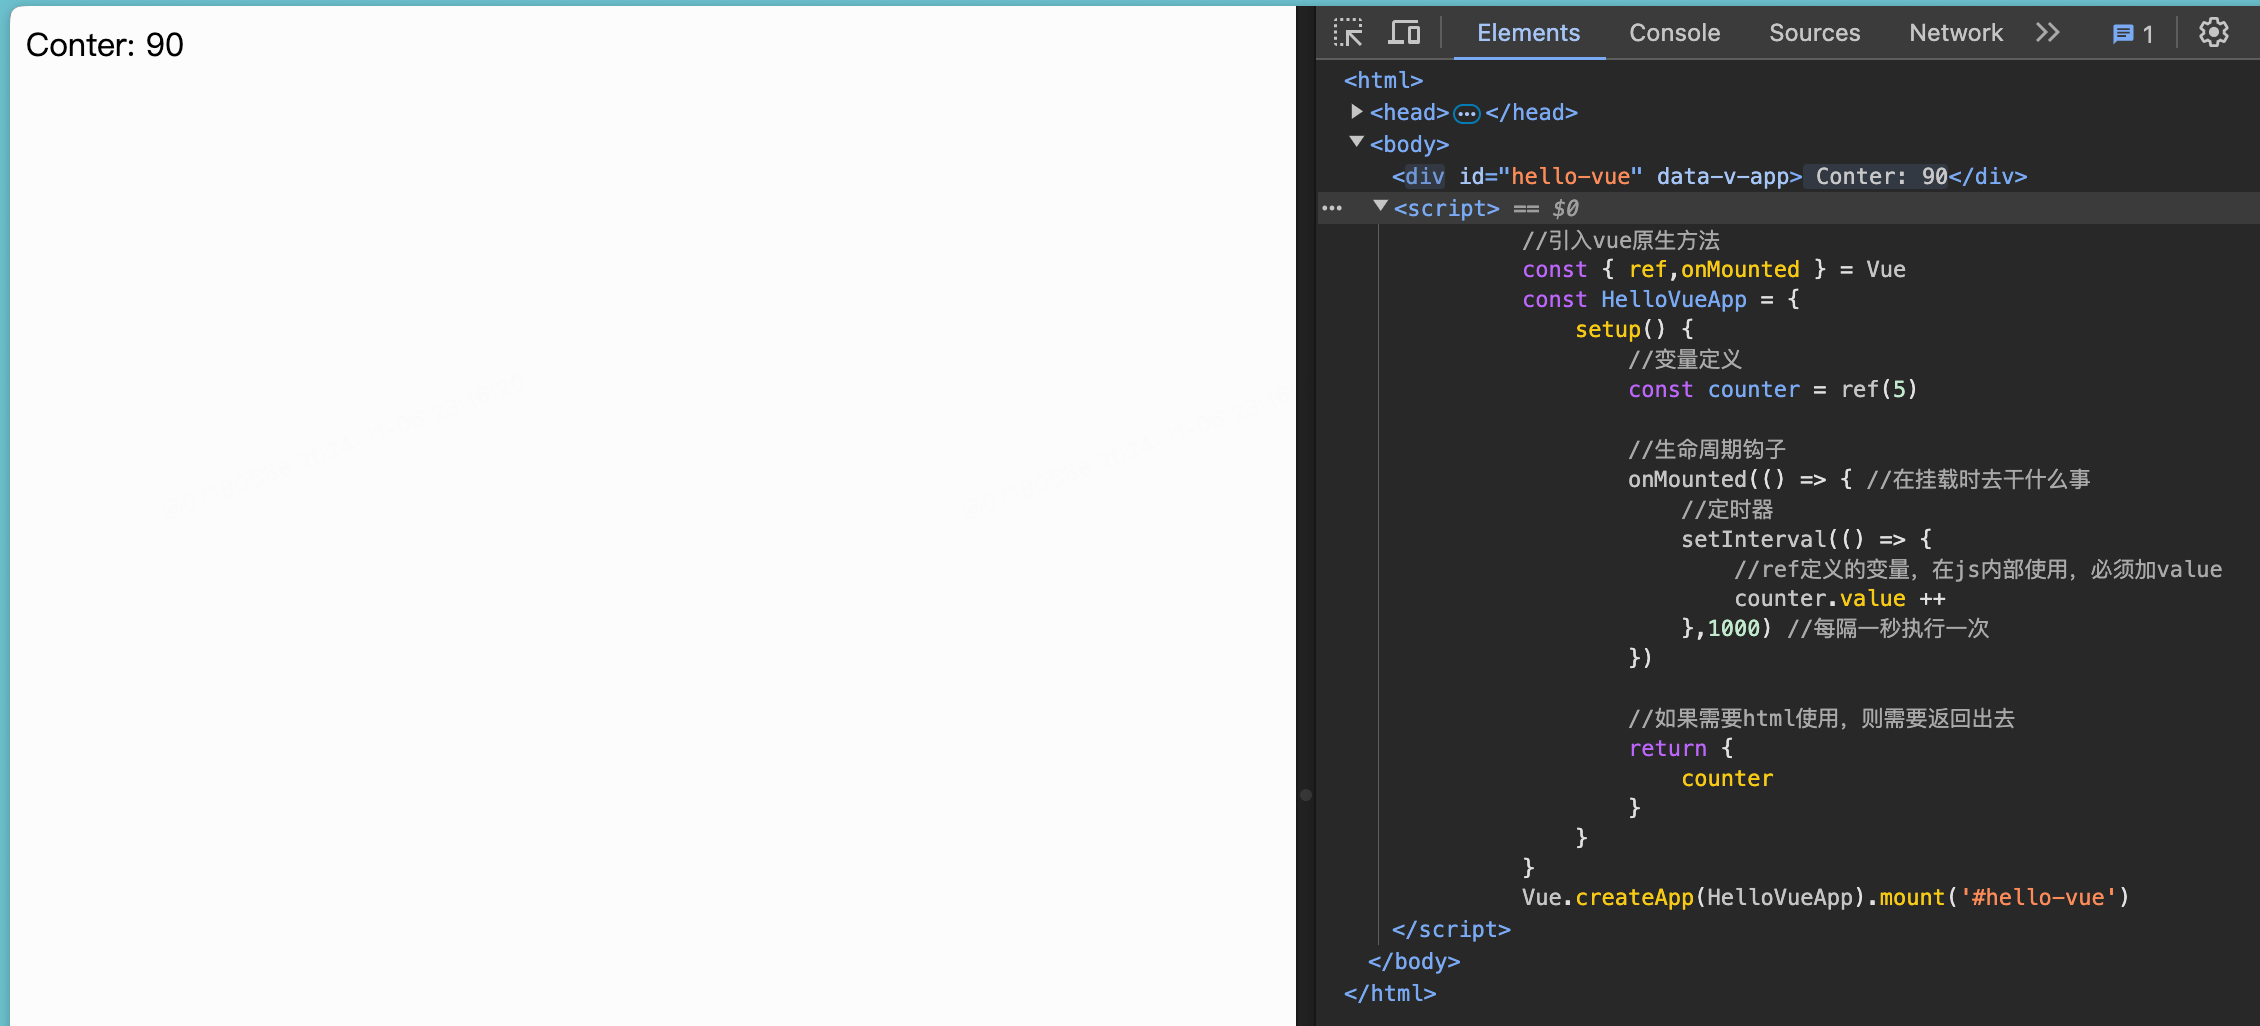 Conter: 90
Elements Console Sources Network 1
<html>
<head> ··· </head>
<body>
<div id="hello-vue" data-v-app> Conter: 90</div>
··· <script> == $0
//引入vue原生方法
const { ref,onMounted } = Vue
const HelloVueApp = {
setup() {
//变量定义
const counter = ref(5)
//生命周期钩子
onMounted(() => { //在挂载时去干什么事
//定时器
setInterval(() => {
//ref定义的变量，在js内部使用，必须加value
counter.value ++
},1000) //每隔一秒执行一次
})
//如果需要html使用，则需要返回出去
return {
counter
}
}
}
Vue.createApp(HelloVueApp).mount('#hello-vue')
</script>
</body>
</html>